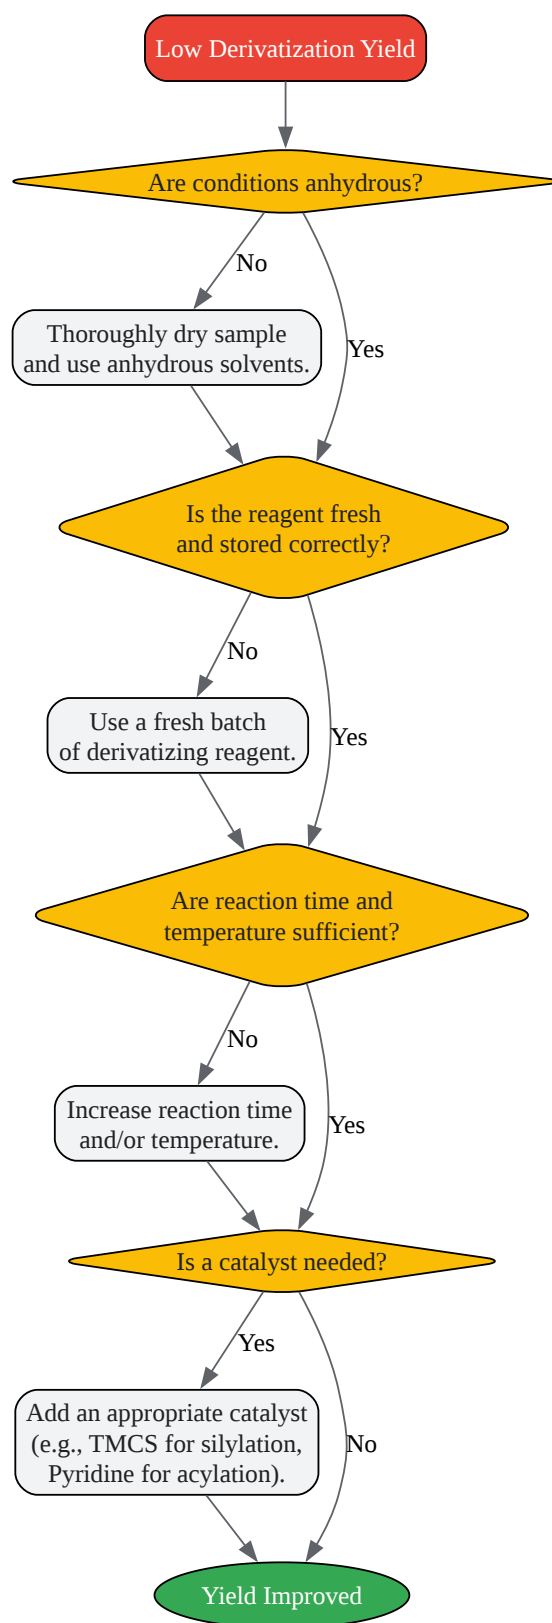 Low Derivatization Yield
Are conditions anhydrous?
No
Thoroughly dry sample
and use anhydrous solvents.
Yes
Is the reagent fresh
and stored correctly?
No
Use a fresh batch
of derivatizing reagent.
Yes
Are reaction time and
temperature sufficient?
No
Increase reaction time
and/or temperature.
Yes
Is a catalyst needed?
Yes
Add an appropriate catalyst
(e.g., TMCS for silylation,
Pyridine for acylation).
No
Yield Improved